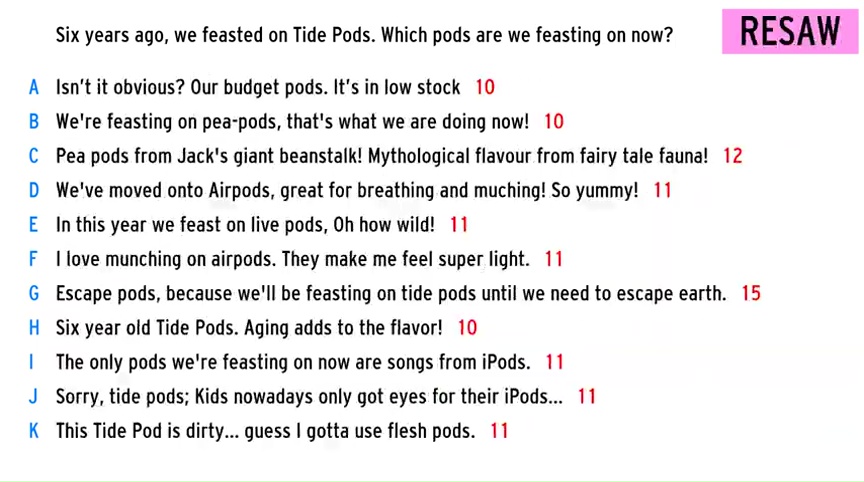 Six years ago, we feasted on Tide Pods. Which pods are we feasting on now?
RESAW
A Isn't it obvious? Our budget pods. It's in low stock 10
B We're feasting on pea-pods, that's what we are doing now! 10
C Pea pods from Jack's giant beanstalk! Mythological flavour from fairy tale fauna! 12
D We've moved onto Airpods, great for breathing and muching! So yummy! 11
E In this year we feast on live pods, Oh how wild! 11
F I love munching on airpods. They make me feel super light. 11
G Escape pods, because we'll be feasting on tide pods until we need to escape earth. 15
H Six year old Tide Pods. Aging adds to the flavor! 10
I The only pods we're feasting on now are songs from iPods. 11
J Sorry, tide pods; Kids nowadays only got eyes for their iPods... 11
K This Tide Pod is dirty... guess I gotta use flesh pods. 11